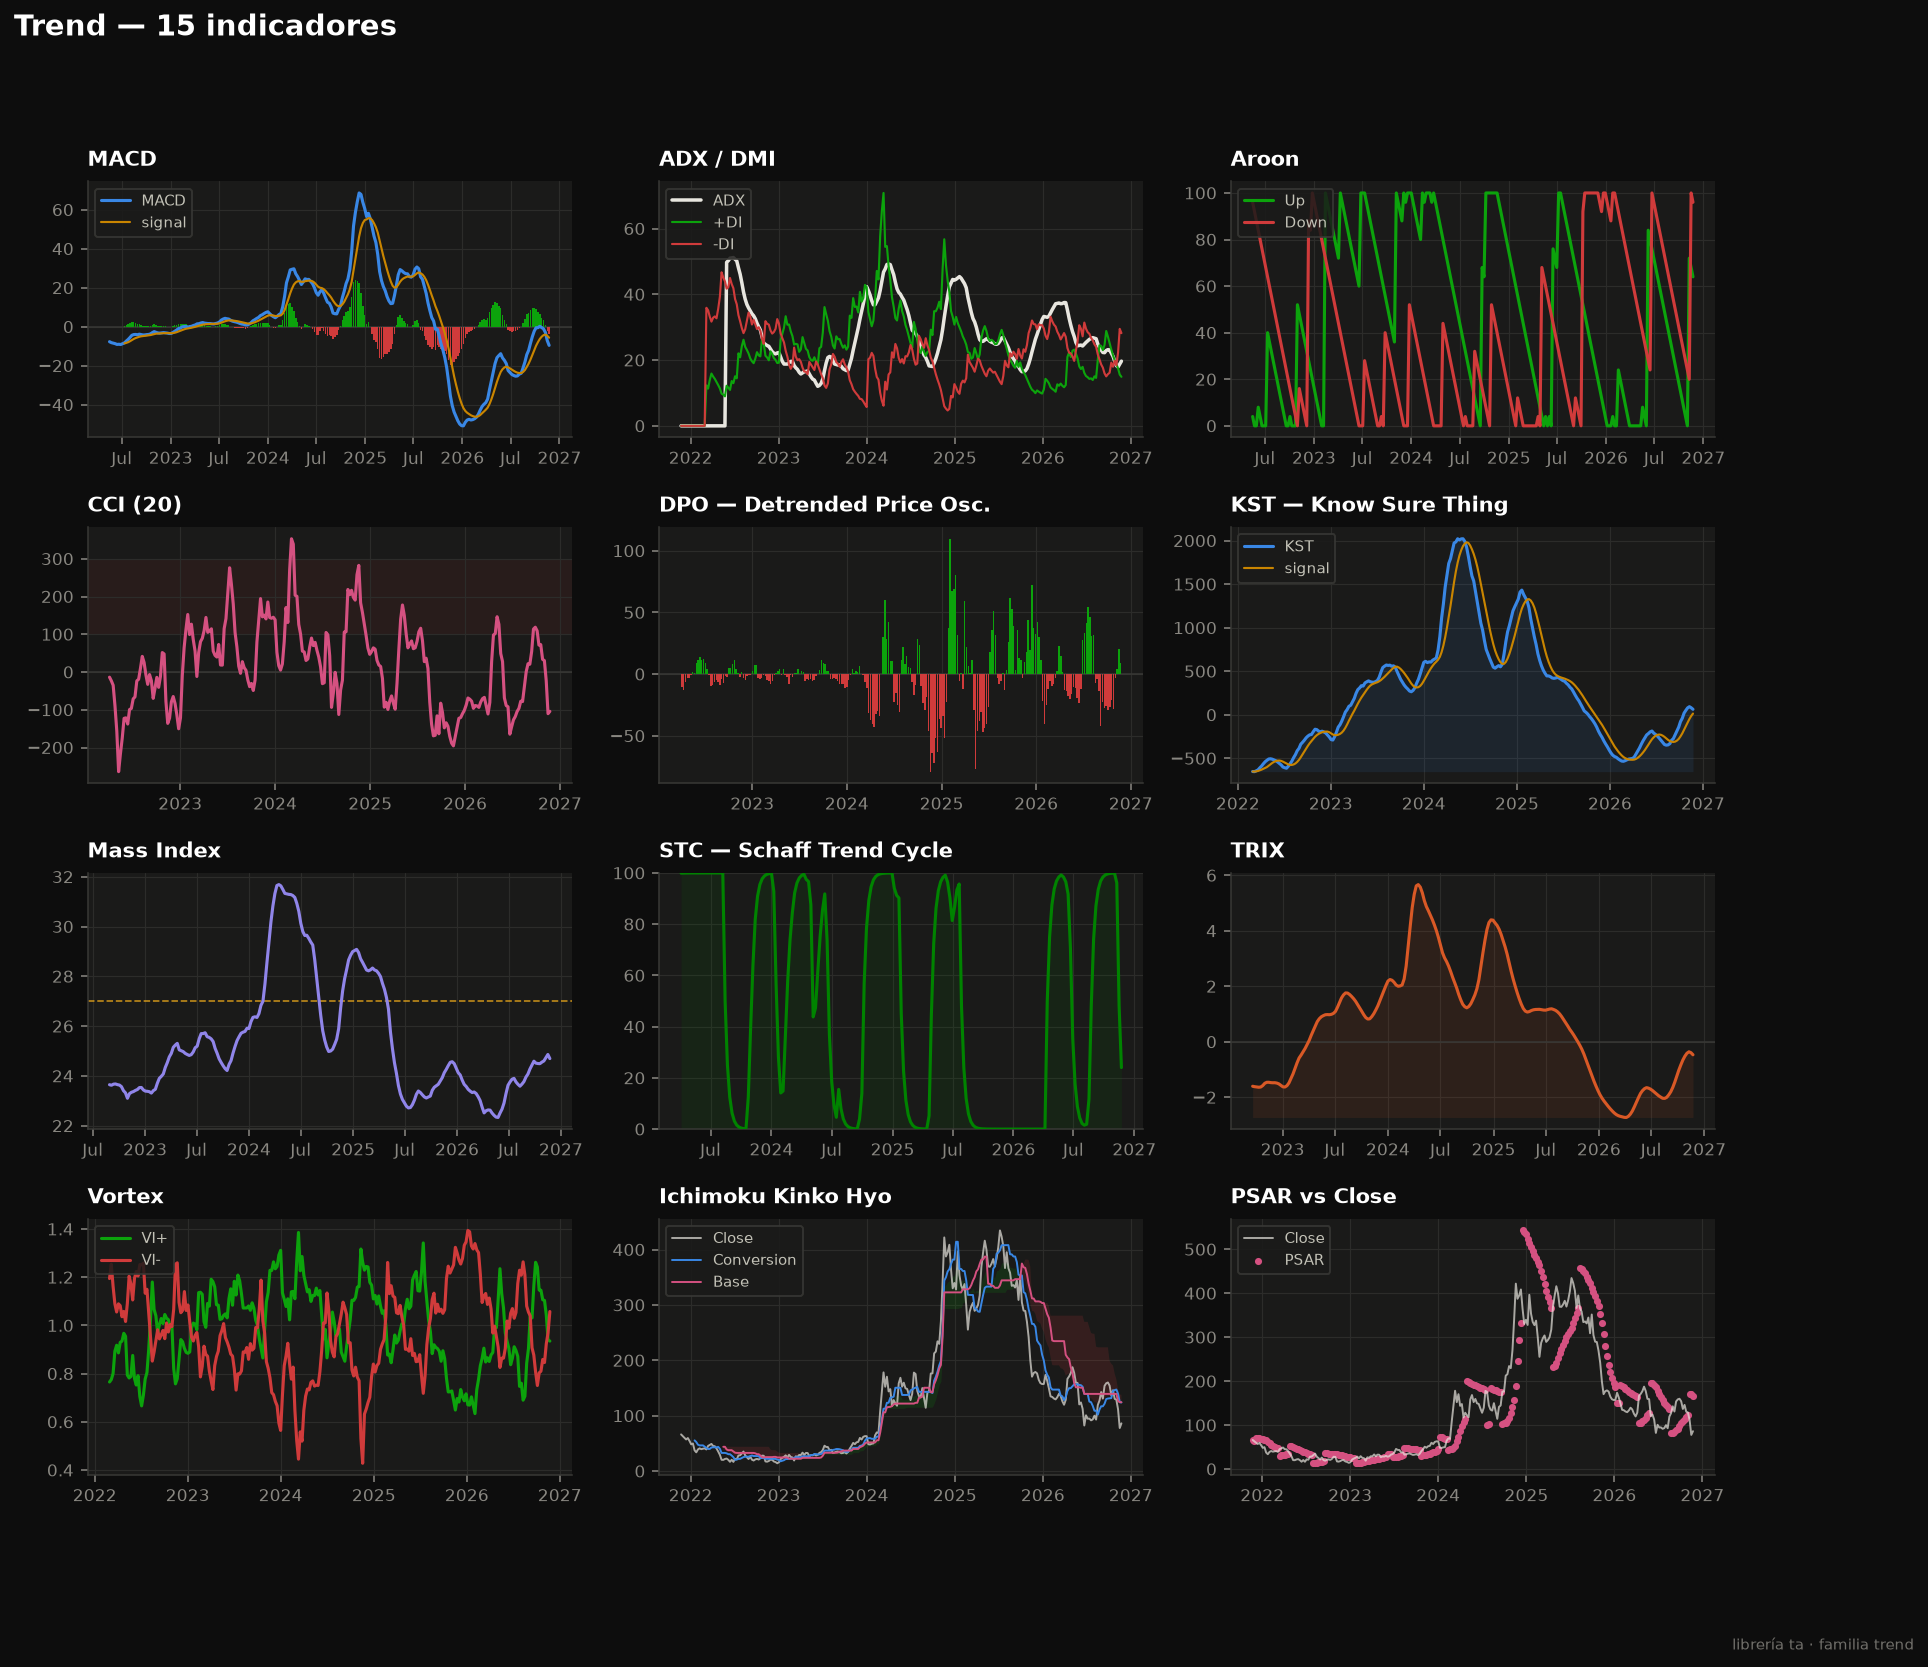 Trend — 15 indicadores
MACD
MACD
signal
60
40
20
0
−20
−40
Jul 2023 Jul 2024 Jul 2025 Jul 2026 Jul 2027
ADX / DMI
ADX
+DI
-DI
60
40
20
0
2022 2023 2024 2025 2026 2027
Aroon
Up
Down
100
80
60
40
20
0
Jul 2023 Jul 2024 Jul 2025 Jul 2026 Jul 2027
CCI (20)
300
200
100
0
−100
−200
2023 2024 2025 2026 2027
DPO — Detrended Price Osc.
100
50
0
−50
2023 2024 2025 2026 2027
KST — Know Sure Thing
KST
signal
2000
1500
1000
500
0
−500
2022 2023 2024 2025 2026 2027
Mass Index
32
30
28
26
24
22
Jul 2023 Jul 2024 Jul 2025 Jul 2026 Jul 2027
STC — Schaff Trend Cycle
100
80
60
40
20
0
Jul 2024 Jul 2025 Jul 2026 Jul 2027
TRIX
6
4
2
0
−2
2023 Jul 2024 Jul 2025 Jul 2026 Jul 2027
Vortex
VI+
VI-
1.4
1.2
1.0
0.8
0.6
0.4
2022 2023 2024 2025 2026 2027
Ichimoku Kinko Hyo
Close
Conversion
Base
400
300
200
100
0
2022 2023 2024 2025 2026 2027
PSAR vs Close
Close
PSAR
500
400
300
200
100
0
2022 2023 2024 2025 2026 2027
librería ta · familia trend